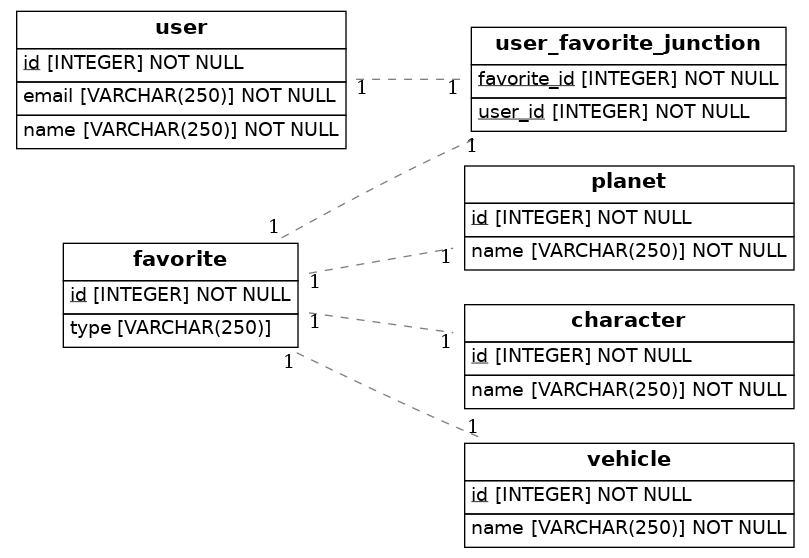 user
id [INTEGER] NOT NULL
email [VARCHAR(250)] NOT NULL
name [VARCHAR(250)] NOT NULL
1
1
user_favorite_junction
favorite_id [INTEGER] NOT NULL
user_id [INTEGER] NOT NULL
1
1
planet
id [INTEGER] NOT NULL
name [VARCHAR(250)] NOT NULL
favorite
id [INTEGER] NOT NULL
type [VARCHAR(250)]
1
1
1
1
character
id [INTEGER] NOT NULL
name [VARCHAR(250)] NOT NULL
1
1
vehicle
id [INTEGER] NOT NULL
name [VARCHAR(250)] NOT NULL